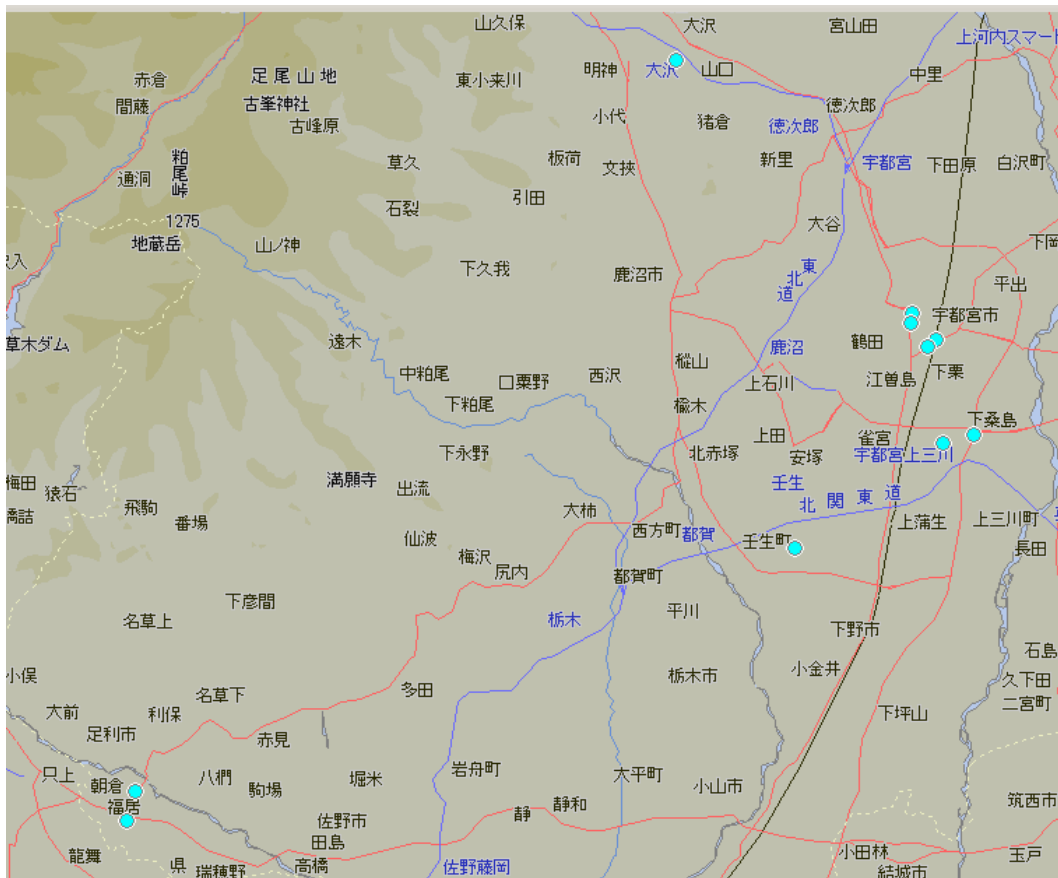 山久保
大沢
宮山田
上河内スマート
赤倉
足尾山地
東小来川
明神
大沢
山口
中里
間藤
古峯神社
古峰原
小代
猪倉
徳次郎
徳次郎
粕尾峠
草久
板荷
文挟
新里
宇都宮
下田原
白沢町
通洞
石裂
引田
1275
地蔵岳
山ノ神
大谷
下岡
沢入
下久我
鹿沼市
東北道
平出
草木ダム
遠木
宇都宮市
鶴田
鹿沼
樅山
下栗
中粕尾
口粟野
西沢
上石川
江曽島
下粕尾
楡木
下桑島
上田
雀宮
下永野
北赤塚
安塚
宇都宮上三川
梅田
猿石
満願寺
出流
壬生
北関東道
飛駒
橋詰
番場
大柿
西方町
都賀
上蒲生
上三川町
仙波
壬生町
長田
梅沢
尻内
都賀町
下彦間
名草上
栃木
平川
下野市
石島
小俣
小金井
栃木市
久下田
名草下
多田
二宮町
大前
利保
下坪山
足利市
赤見
只上
朝倉
八椚
駒場
堀米
岩舟町
大平町
小山市
福居
静
静和
筑西市
佐野市
田島
龍舞
県
瑞穂野
高橋
佐野藤岡
小田林
結城市
玉戸